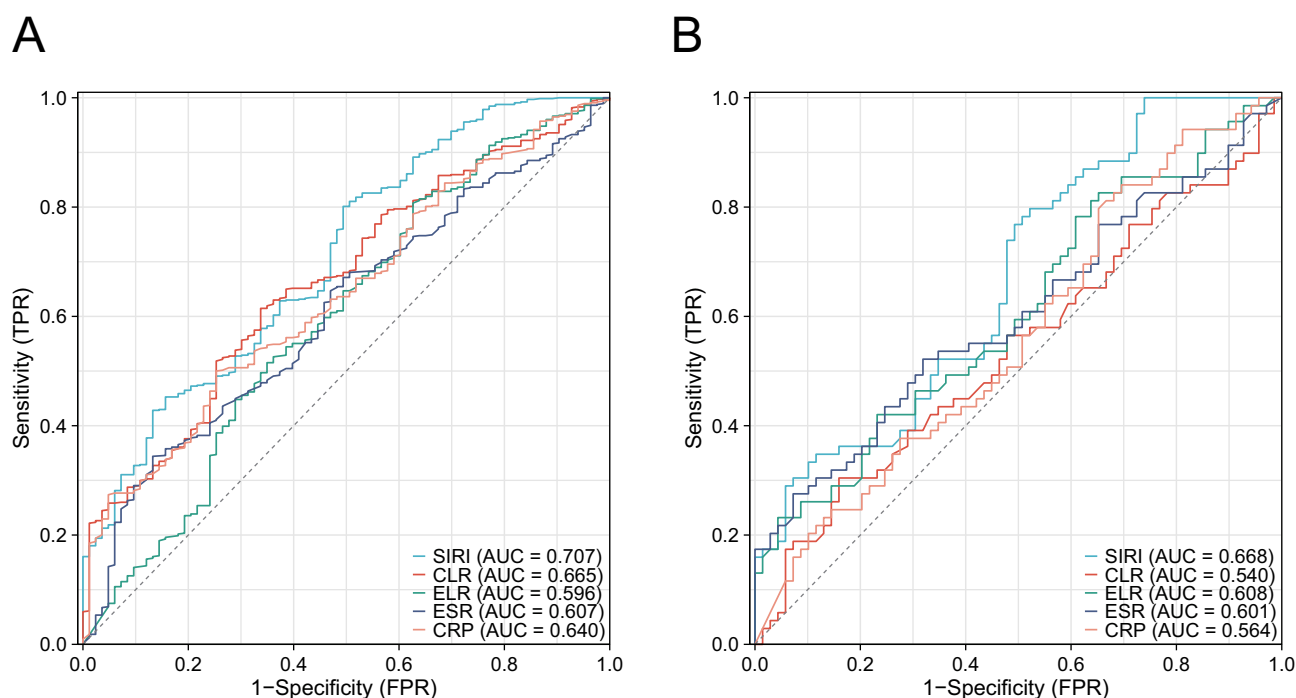 A
1.0
0.8
0.6
0.4
0.2
0.0
Sensitivity (TPR)
SIRI (AUC = 0.707)
CLR (AUC = 0.665)
ELR (AUC = 0.596)
ESR (AUC = 0.607)
CRP (AUC = 0.640)
0.0 0.2 0.4 0.6 0.8 1.0
1−Specificity (FPR)
B
1.0
0.8
0.6
0.4
0.2
0.0
Sensitivity (TPR)
SIRI (AUC = 0.668)
CLR (AUC = 0.540)
ELR (AUC = 0.608)
ESR (AUC = 0.601)
CRP (AUC = 0.564)
0.0 0.2 0.4 0.6 0.8 1.0
1−Specificity (FPR)